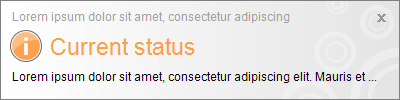 Lorem ipsum dolor sit amet, consectetur adipiscing
Current status
Lorem ipsum dolor sit amet, consectetur adipiscing elit. Mauris et ...